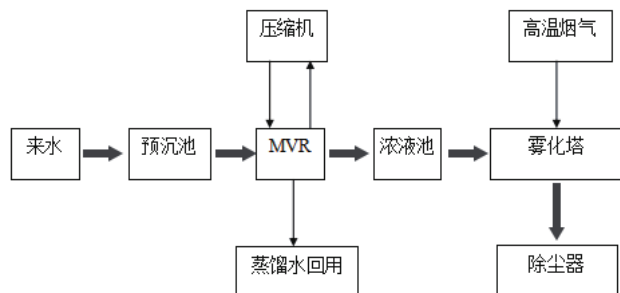 压缩机
高温烟气
来水
预沉池
MVR
浓液池
雾化塔
蒸馏水回用
除尘器